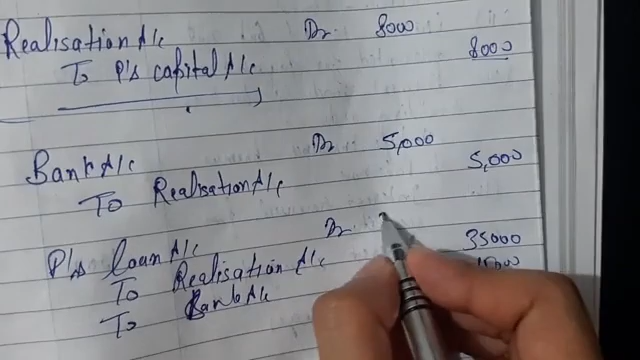 Realisation A/c Dr. 8000
To P's capital A/c 8000
Bank A/c Dr 5,000
To Realisation A/c 5,000
P's loan A/c Dr.
To Realisation A/c 35000
To Bank A/c